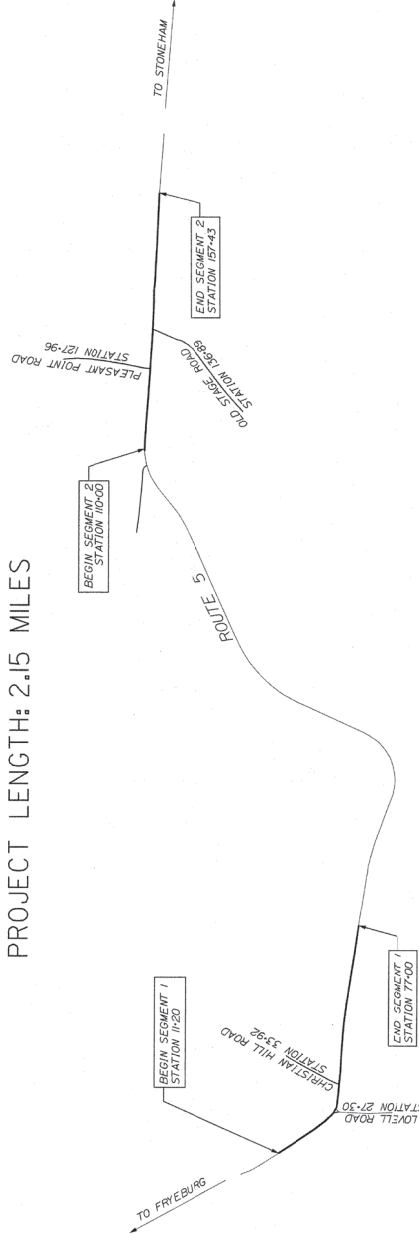 PROJECT LENGTH: 2.15 MILES
TO FRYEBURG
BEGIN SEGMENT 1
STATION 11+20
LOVELL ROAD
STATION 27+30
CHRISTIAN HILL ROAD
STATION 33+92
END SEGMENT 1
STATION 77+00
ROUTE 5
BEGIN SEGMENT 2
STATION 110+00
PLEASANT POINT ROAD
STATION 127+96
OLD STAGE ROAD
STATION 136+89
END SEGMENT 2
STATION 157+43
TO STONEHAM